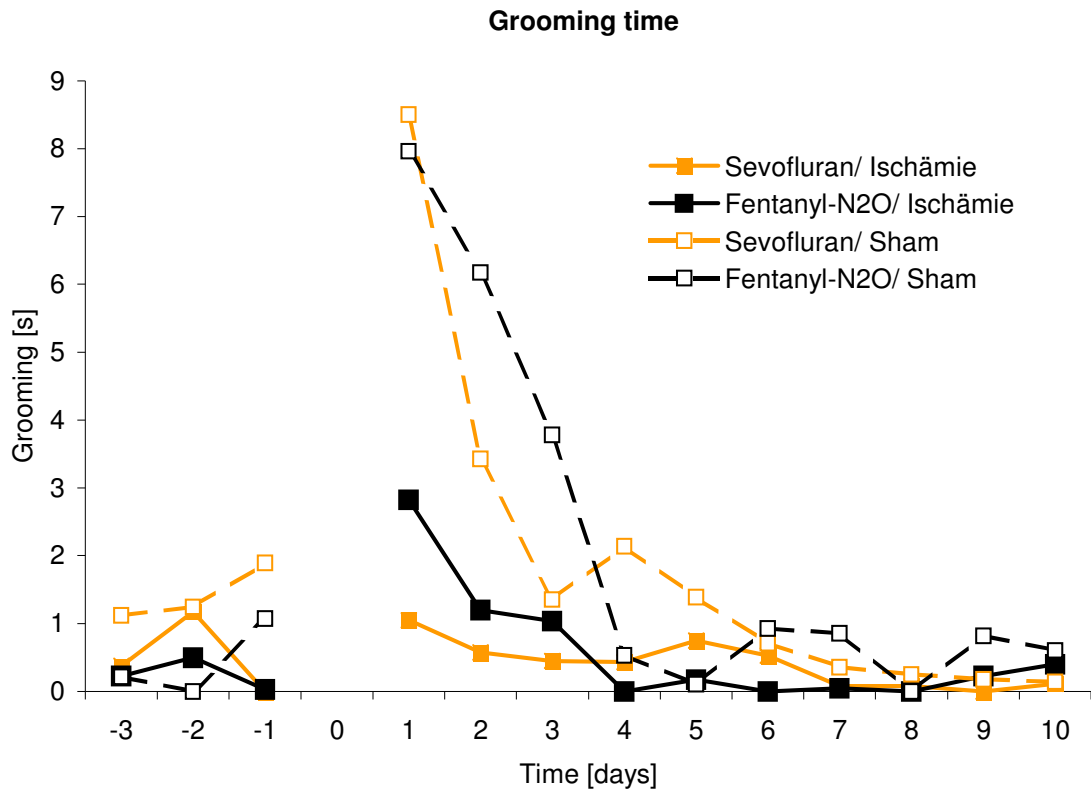 Grooming time
9
8
7
6
5
4
3
2
1
0
Grooming [s]
Sevofluran/ Ischämie
Fentanyl-N2O/ Ischämie
Sevofluran/ Sham
Fentanyl-N2O/ Sham
-3 -2 -1 0 1 2 3 4 5 6 7 8 9 10
Time [days]